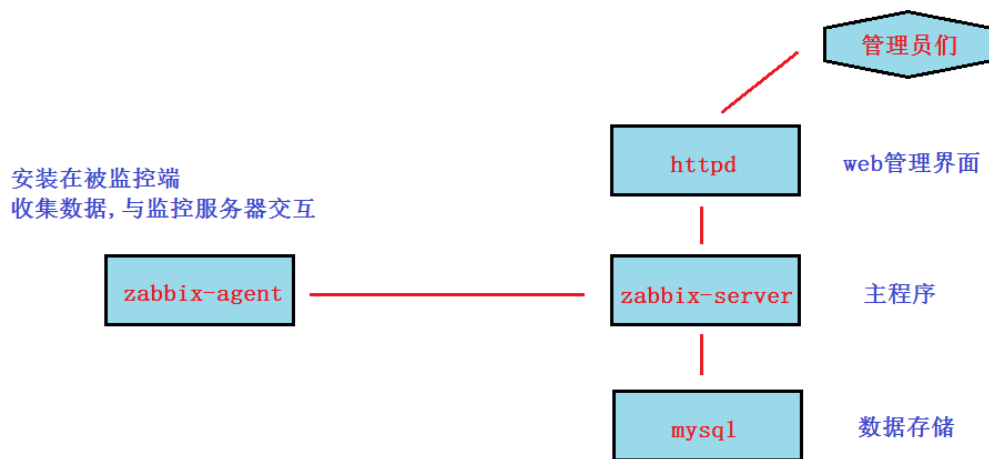 管理员们
httpd
web管理界面
安装在被监控端
收集数据,与监控服务器交互
zabbix-agent
zabbix-server
主程序
mysql
数据存储